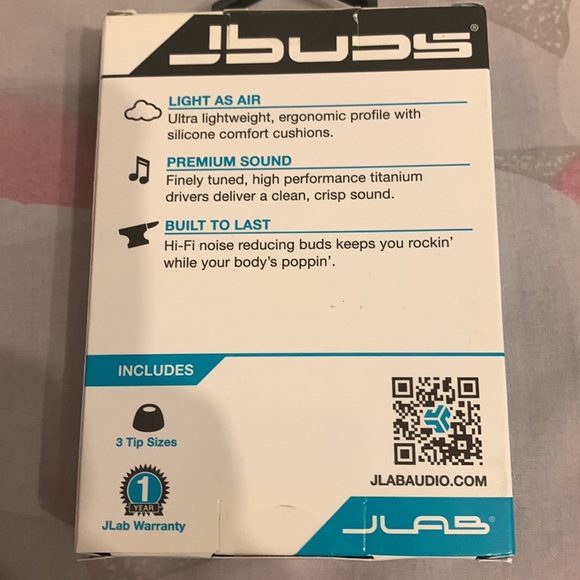 Jbuds®
LIGHT AS AIR
Ultra lightweight, ergonomic profile with
silicone comfort cushions.
PREMIUM SOUND
Finely tuned, high performance titanium
drivers deliver a clean, crisp sound.
BUILT TO LAST
Hi-Fi noise reducing buds keeps you rockin'
while your body's poppin'.
INCLUDES
3 Tip Sizes
1
YEAR
JLab Warranty
JLABAUDIO.COM
JLAB®